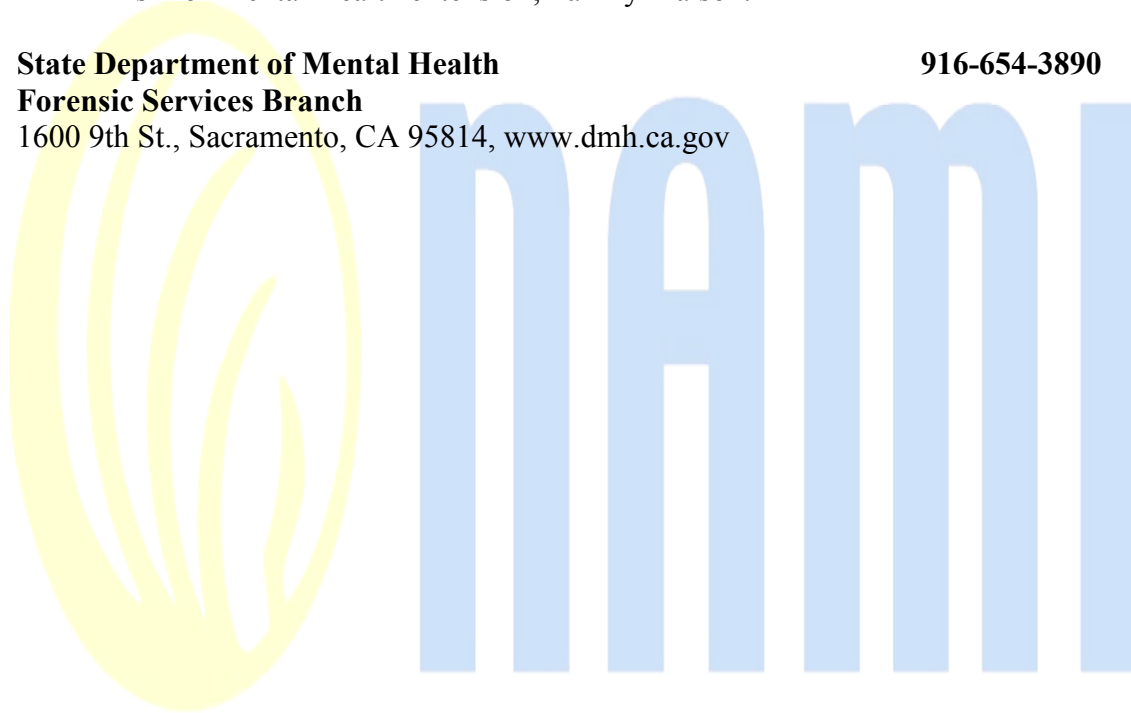 State Department of Mental Health 916-654-3890
Forensic Services Branch
1600 9th St., Sacramento, CA 95814, www.dmh.ca.gov
nAMI